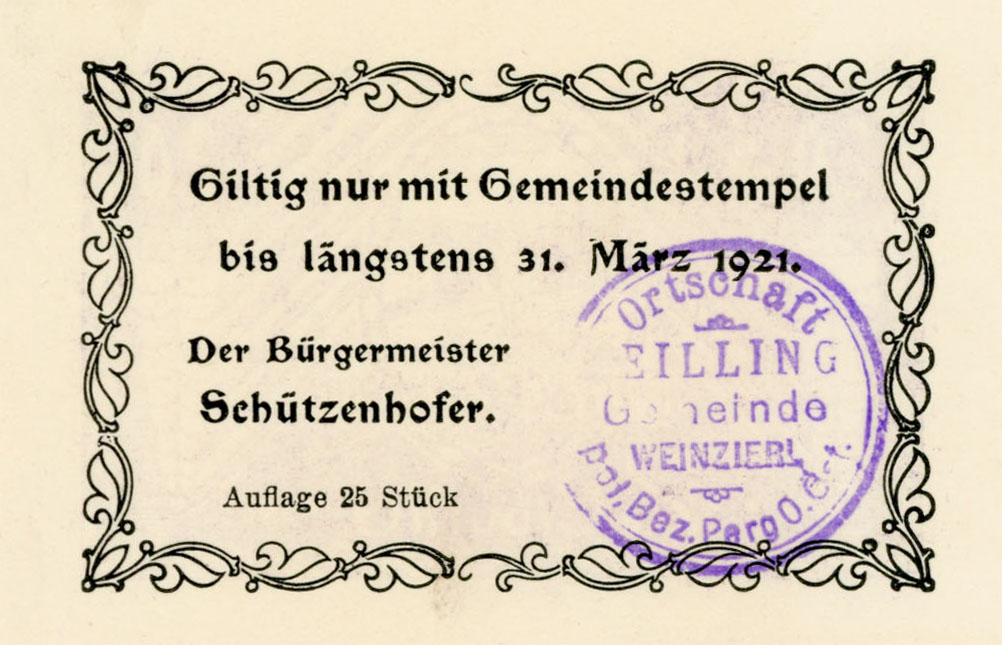 Giltig nur mit Gemeindestempel
bis längstens 31. März 1921.
Der Bürgermeister
Schützenhofer.
Auflage 25 Stück
Ortschaft
EILLING
Gemeinde
WEINZIERL
pol. Bez. Perg O. Öst.